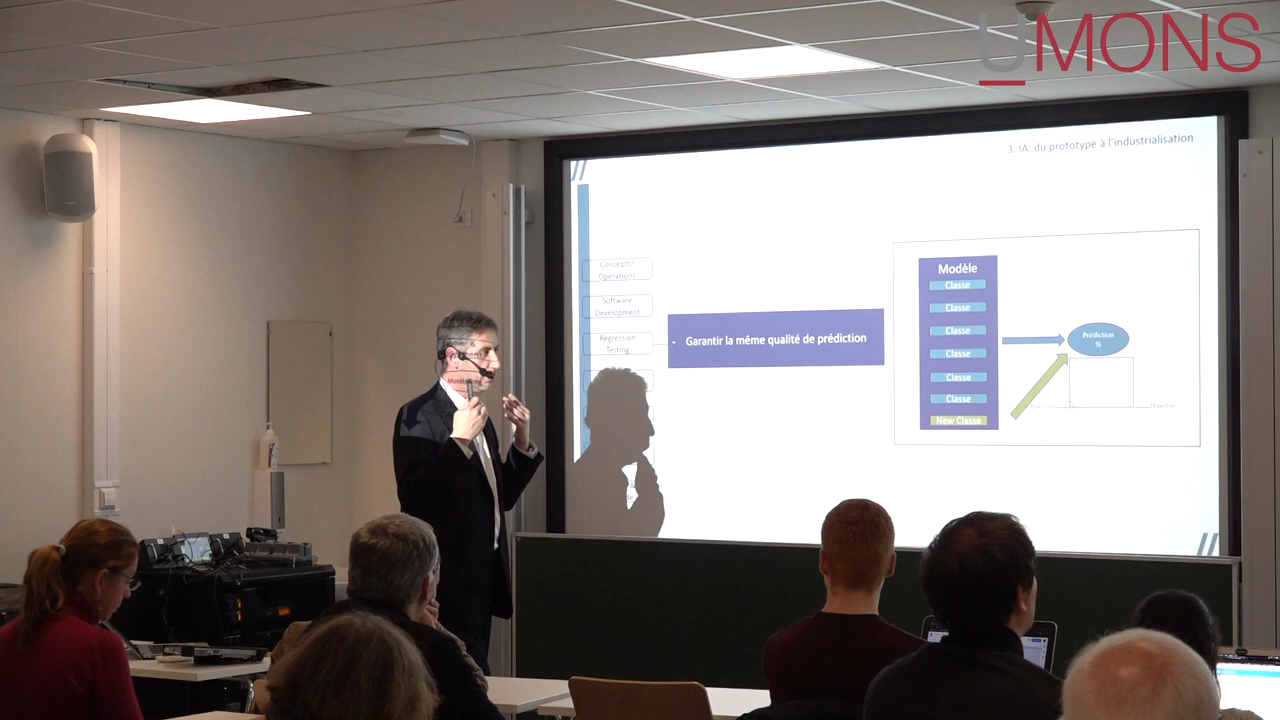 UMONS
3. IA: du prototype à l'industrialisation
Concepts/
Operations
Software
Development
Regression
Testing
- Garantir la même qualité de prédiction
Modèle
Classe
Classe
Classe
Classe
Classe
Classe
New Classe
Prédiction
%